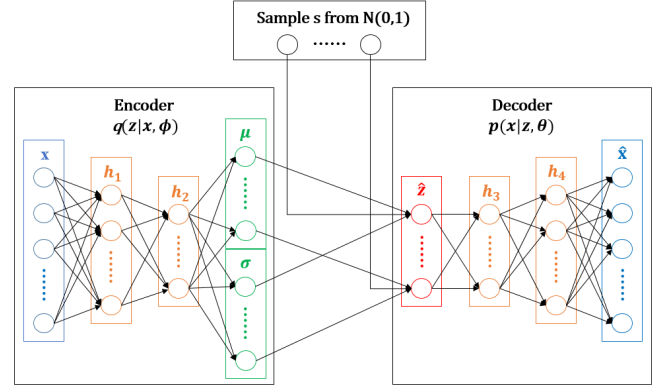 Sample s from N(0,1)
......
Encoder
q(z|x, ϕ)
Decoder
p(x|z, θ)
x
h₁
h₂
μ
σ
ẑ
h₃
h₄
x̂